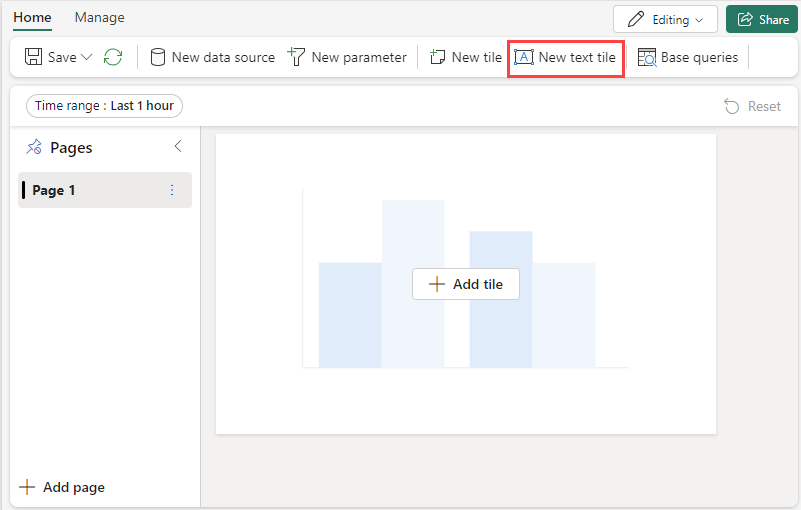 Home Manage Editing Share
Save New data source New parameter New tile A New text tile Base queries
Time range : Last 1 hour Reset
Pages
Page 1
Add tile
Add page